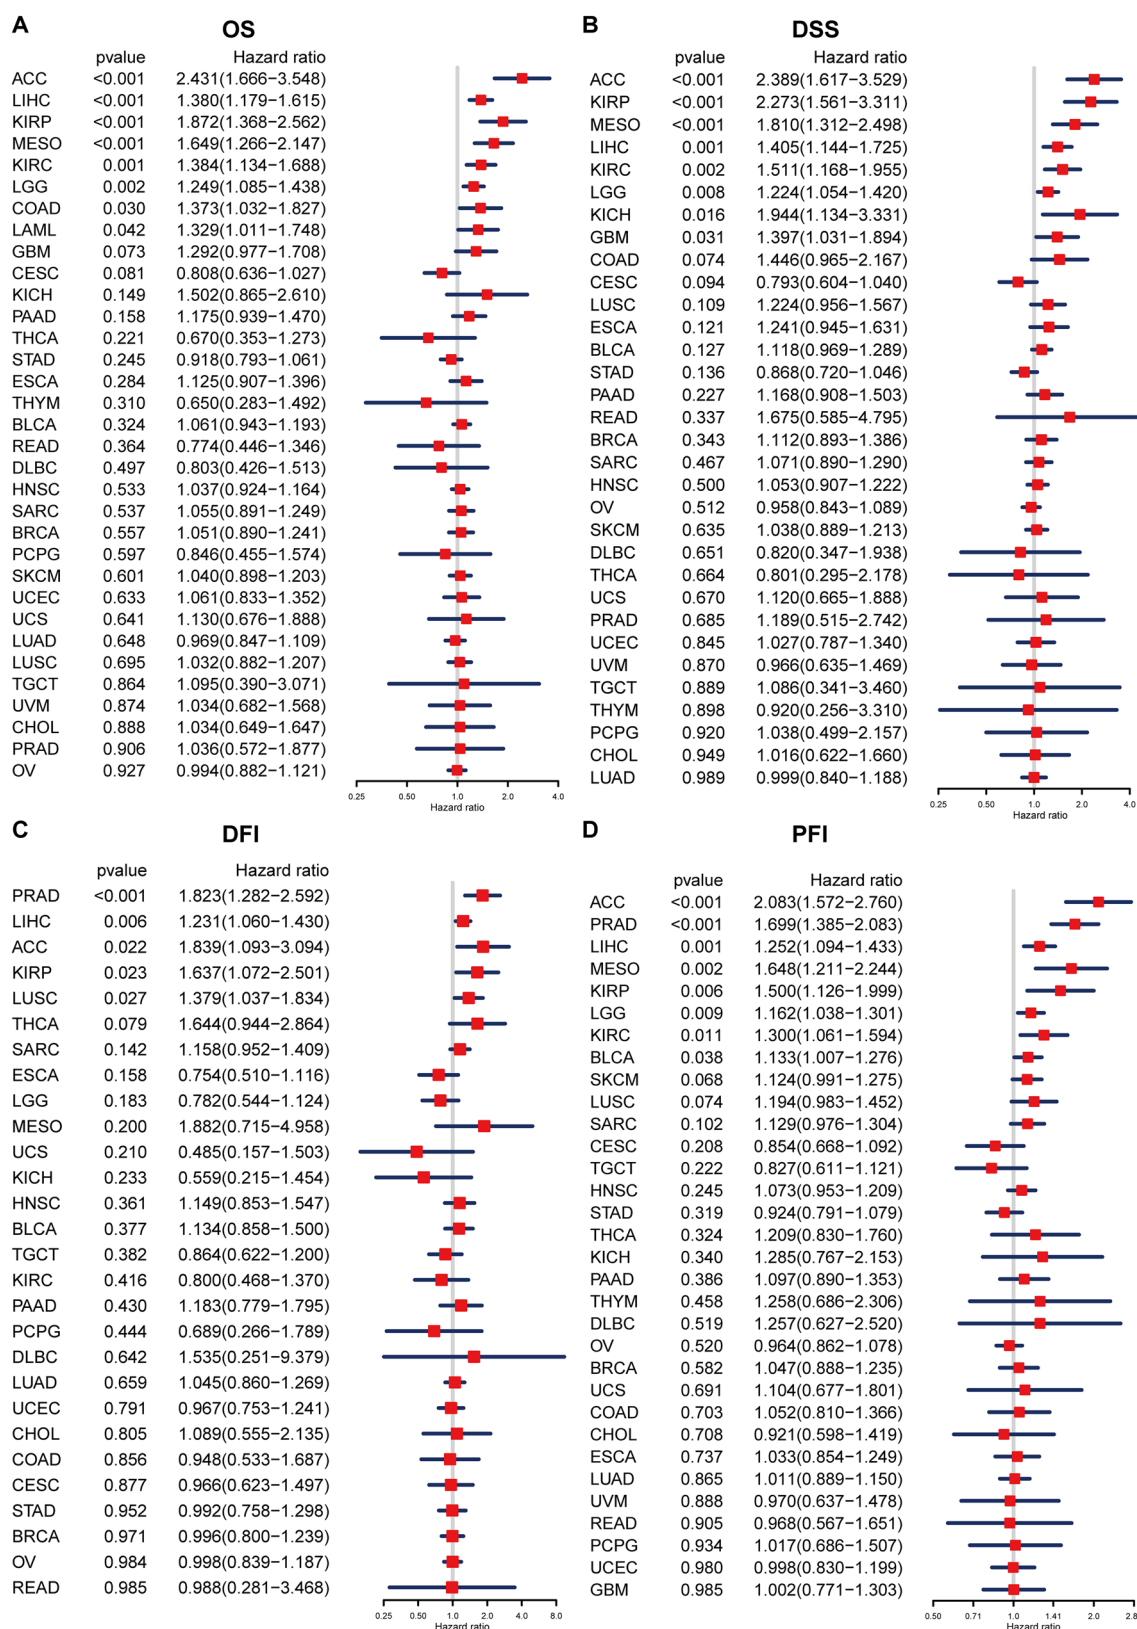 A
OS
pvalue Hazard ratio
ACC <0.001 2.431(1.666−3.548)
LIHC <0.001 1.380(1.179−1.615)
KIRP <0.001 1.872(1.368−2.562)
MESO <0.001 1.649(1.266−2.147)
KIRC 0.001 1.384(1.134−1.688)
LGG 0.002 1.249(1.085−1.438)
COAD 0.030 1.373(1.032−1.827)
LAML 0.042 1.329(1.011−1.748)
GBM 0.073 1.292(0.977−1.708)
CESC 0.081 0.808(0.636−1.027)
KICH 0.149 1.502(0.865−2.610)
PAAD 0.158 1.175(0.939−1.470)
THCA 0.221 0.670(0.353−1.273)
STAD 0.245 0.918(0.793−1.061)
ESCA 0.284 1.125(0.907−1.396)
THYM 0.310 0.650(0.283−1.492)
BLCA 0.324 1.061(0.943−1.193)
READ 0.364 0.774(0.446−1.346)
DLBC 0.497 0.803(0.426−1.513)
HNSC 0.533 1.037(0.924−1.164)
SARC 0.537 1.055(0.891−1.249)
BRCA 0.557 1.051(0.890−1.241)
PCPG 0.597 0.846(0.455−1.574)
SKCM 0.601 1.040(0.898−1.203)
UCEC 0.633 1.061(0.833−1.352)
UCS 0.641 1.130(0.676−1.888)
LUAD 0.648 0.969(0.847−1.109)
LUSC 0.695 1.032(0.882−1.207)
TGCT 0.864 1.095(0.390−3.071)
UVM 0.874 1.034(0.682−1.568)
CHOL 0.888 1.034(0.649−1.647)
PRAD 0.906 1.036(0.572−1.877)
OV 0.927 0.994(0.882−1.121)
0.25 0.50 1.0 2.0 4.0
Hazard ratio
B
DSS
pvalue Hazard ratio
ACC <0.001 2.389(1.617−3.529)
KIRP <0.001 2.273(1.561−3.311)
MESO <0.001 1.810(1.312−2.498)
LIHC 0.001 1.405(1.144−1.725)
KIRC 0.002 1.511(1.168−1.955)
LGG 0.008 1.224(1.054−1.420)
KICH 0.016 1.944(1.134−3.331)
GBM 0.031 1.397(1.031−1.894)
COAD 0.074 1.446(0.965−2.167)
CESC 0.094 0.793(0.604−1.040)
LUSC 0.109 1.224(0.956−1.567)
ESCA 0.121 1.241(0.945−1.631)
BLCA 0.127 1.118(0.969−1.289)
STAD 0.136 0.868(0.720−1.046)
PAAD 0.227 1.168(0.908−1.503)
READ 0.337 1.675(0.585−4.795)
BRCA 0.343 1.112(0.893−1.386)
SARC 0.467 1.071(0.890−1.290)
HNSC 0.500 1.053(0.907−1.222)
OV 0.512 0.958(0.843−1.089)
SKCM 0.635 1.038(0.889−1.213)
DLBC 0.651 0.820(0.347−1.938)
THCA 0.664 0.801(0.295−2.178)
UCS 0.670 1.120(0.665−1.888)
PRAD 0.685 1.189(0.515−2.742)
UCEC 0.845 1.027(0.787−1.340)
UVM 0.870 0.966(0.635−1.469)
TGCT 0.889 1.086(0.341−3.460)
THYM 0.898 0.920(0.256−3.310)
PCPG 0.920 1.038(0.499−2.157)
CHOL 0.949 1.016(0.622−1.660)
LUAD 0.989 0.999(0.840−1.188)
0.25 0.50 1.0 2.0 4.0
Hazard ratio
C
DFI
pvalue Hazard ratio
PRAD <0.001 1.823(1.282−2.592)
LIHC 0.006 1.231(1.060−1.430)
ACC 0.022 1.839(1.093−3.094)
KIRP 0.023 1.637(1.072−2.501)
LUSC 0.027 1.379(1.037−1.834)
THCA 0.079 1.644(0.944−2.864)
SARC 0.142 1.158(0.952−1.409)
ESCA 0.158 0.754(0.510−1.116)
LGG 0.183 0.782(0.544−1.124)
MESO 0.200 1.882(0.715−4.958)
UCS 0.210 0.485(0.157−1.503)
KICH 0.233 0.559(0.215−1.454)
HNSC 0.361 1.149(0.853−1.547)
BLCA 0.377 1.134(0.858−1.500)
TGCT 0.382 0.864(0.622−1.200)
KIRC 0.416 0.800(0.468−1.370)
PAAD 0.430 1.183(0.779−1.795)
PCPG 0.444 0.689(0.266−1.789)
DLBC 0.642 1.535(0.251−9.379)
LUAD 0.659 1.045(0.860−1.269)
UCEC 0.791 0.967(0.753−1.241)
CHOL 0.805 1.089(0.555−2.135)
COAD 0.856 0.948(0.533−1.687)
CESC 0.877 0.966(0.623−1.497)
STAD 0.952 0.992(0.758−1.298)
BRCA 0.971 0.996(0.800−1.239)
OV 0.984 0.998(0.839−1.187)
READ 0.985 0.988(0.281−3.468)
0.25 0.50 1.0 2.0 4.0 8.0
Hazard ratio
D
PFI
pvalue Hazard ratio
ACC <0.001 2.083(1.572−2.760)
PRAD <0.001 1.699(1.385−2.083)
LIHC 0.001 1.252(1.094−1.433)
MESO 0.002 1.648(1.211−2.244)
KIRP 0.006 1.500(1.126−1.999)
LGG 0.009 1.162(1.038−1.301)
KIRC 0.011 1.300(1.061−1.594)
BLCA 0.038 1.133(1.007−1.276)
SKCM 0.068 1.124(0.991−1.275)
LUSC 0.074 1.194(0.983−1.452)
SARC 0.102 1.129(0.976−1.304)
CESC 0.208 0.854(0.668−1.092)
TGCT 0.222 0.827(0.611−1.121)
HNSC 0.245 1.073(0.953−1.209)
STAD 0.319 0.924(0.791−1.079)
THCA 0.324 1.209(0.830−1.760)
KICH 0.340 1.285(0.767−2.153)
PAAD 0.386 1.097(0.890−1.353)
THYM 0.458 1.258(0.686−2.306)
DLBC 0.519 1.257(0.627−2.520)
OV 0.520 0.964(0.862−1.078)
BRCA 0.582 1.047(0.888−1.235)
UCS 0.691 1.104(0.677−1.801)
COAD 0.703 1.052(0.810−1.366)
CHOL 0.708 0.921(0.598−1.419)
ESCA 0.737 1.033(0.854−1.249)
LUAD 0.865 1.011(0.889−1.150)
UVM 0.888 0.970(0.637−1.478)
READ 0.905 0.968(0.567−1.651)
PCPG 0.934 1.017(0.686−1.507)
UCEC 0.980 0.998(0.830−1.199)
GBM 0.985 1.002(0.771−1.303)
0.50 0.71 1.0 1.41 2.0 2.8
Hazard ratio